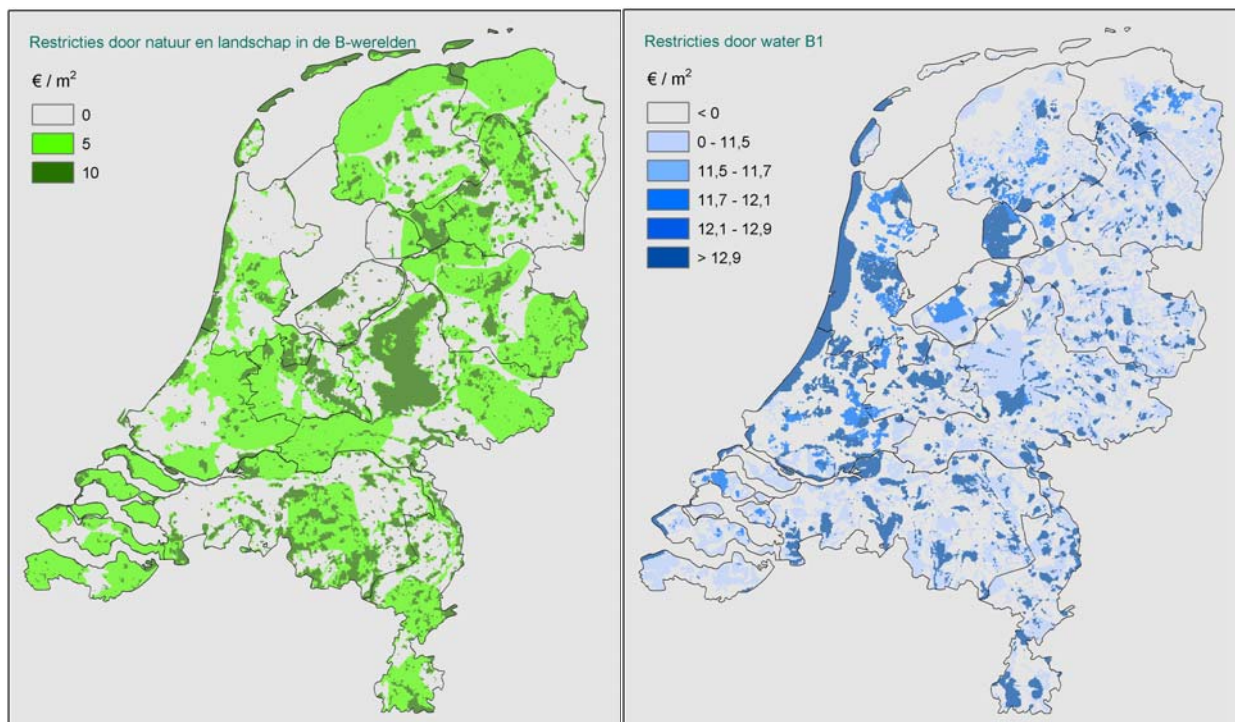 Restricties door natuur en landschap in de B-werelden
€ / m²
0
5
10
Restricties door water B1
€ / m²
< 0
0 - 11,5
11,5 - 11,7
11,7 - 12,1
12,1 - 12,9
> 12,9